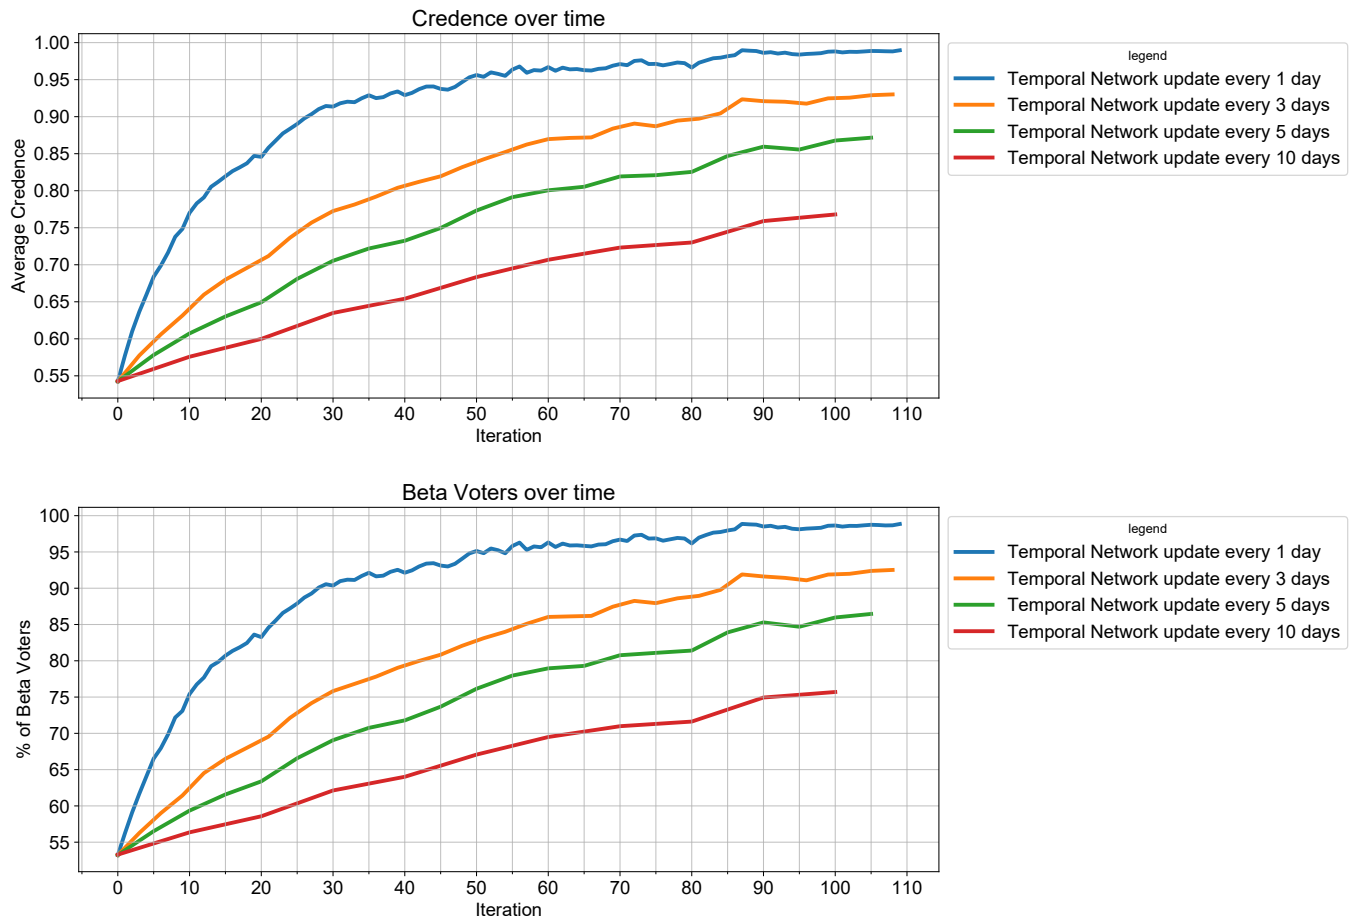 Credence over time
Average Credence
1.00
0.95
0.90
0.85
0.80
0.75
0.70
0.65
0.60
0.55
0 10 20 30 40 50 60 70 80 90 100 110
Iteration
legend
Temporal Network update every 1 day
Temporal Network update every 3 days
Temporal Network update every 5 days
Temporal Network update every 10 days
Beta Voters over time
% of Beta Voters
100
95
90
85
80
75
70
65
60
55
0 10 20 30 40 50 60 70 80 90 100 110
Iteration
legend
Temporal Network update every 1 day
Temporal Network update every 3 days
Temporal Network update every 5 days
Temporal Network update every 10 days